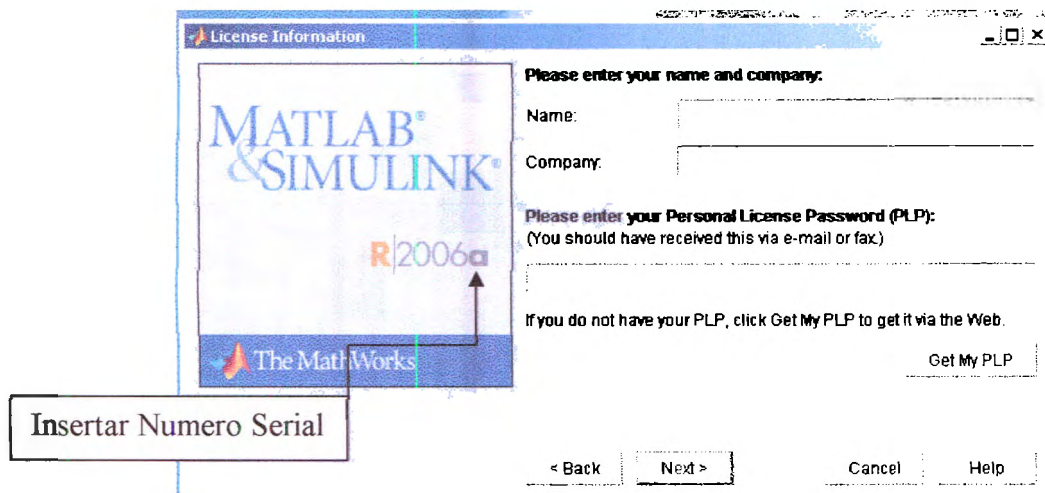 License Information
MATLAB®
&SIMULINK®
R2006a
The MathWorks
Please enter your name and company:
Name:
Company:
Please enter your Personal License Password (PLP):
(You should have received this via e-mail or fax.)
If you do not have your PLP, click Get My PLP to get it via the Web.
Get My PLP
Insertar Numero Serial
< Back Next > Cancel Help